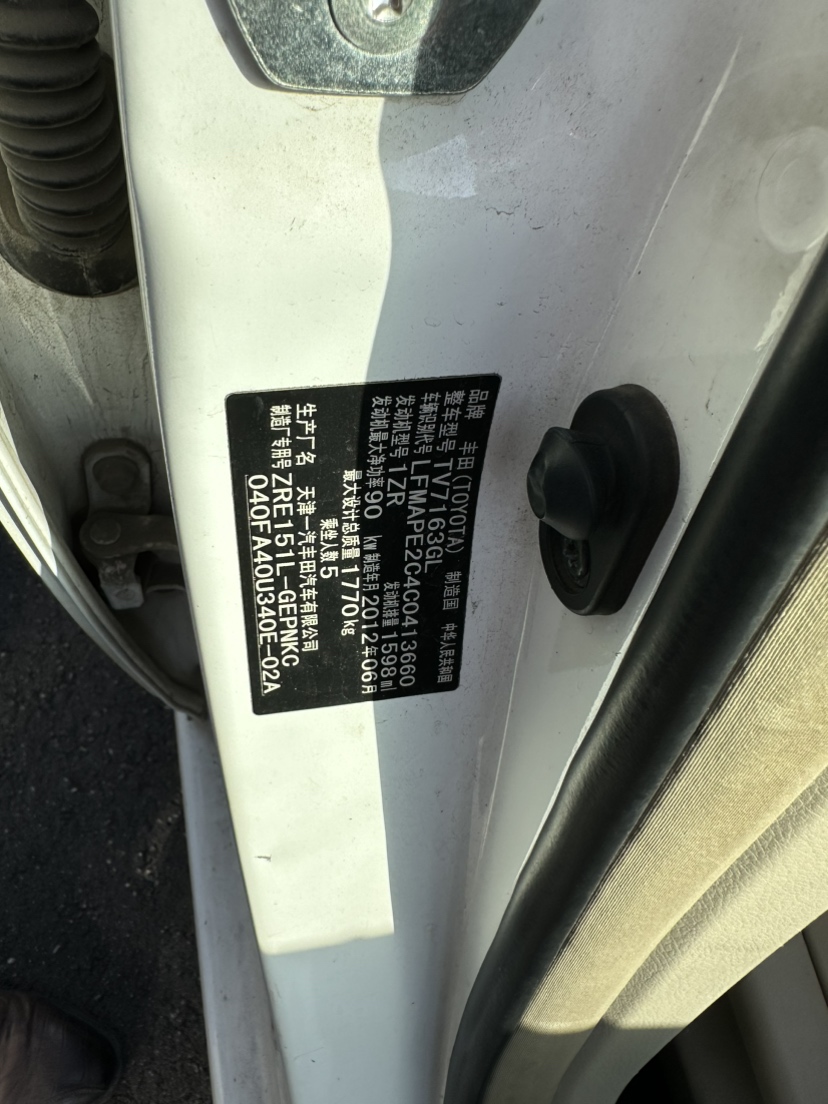 品牌 丰田(TOYOTA) 制造国 中华人民共和国
整车型号 TV7163GL
车辆识别代号 LFMAPE2C4C0413660
发动机型号 1ZR 发动机排量 1598 ml
发动机最大净功率 90 kW 制造年月 2012年06月
最大设计总质量 1770 kg
乘坐人数 5
生产厂名 天津一汽丰田汽车有限公司
制造厂专用号 ZRE151L-GEPNKC
040FA40U340E-02A